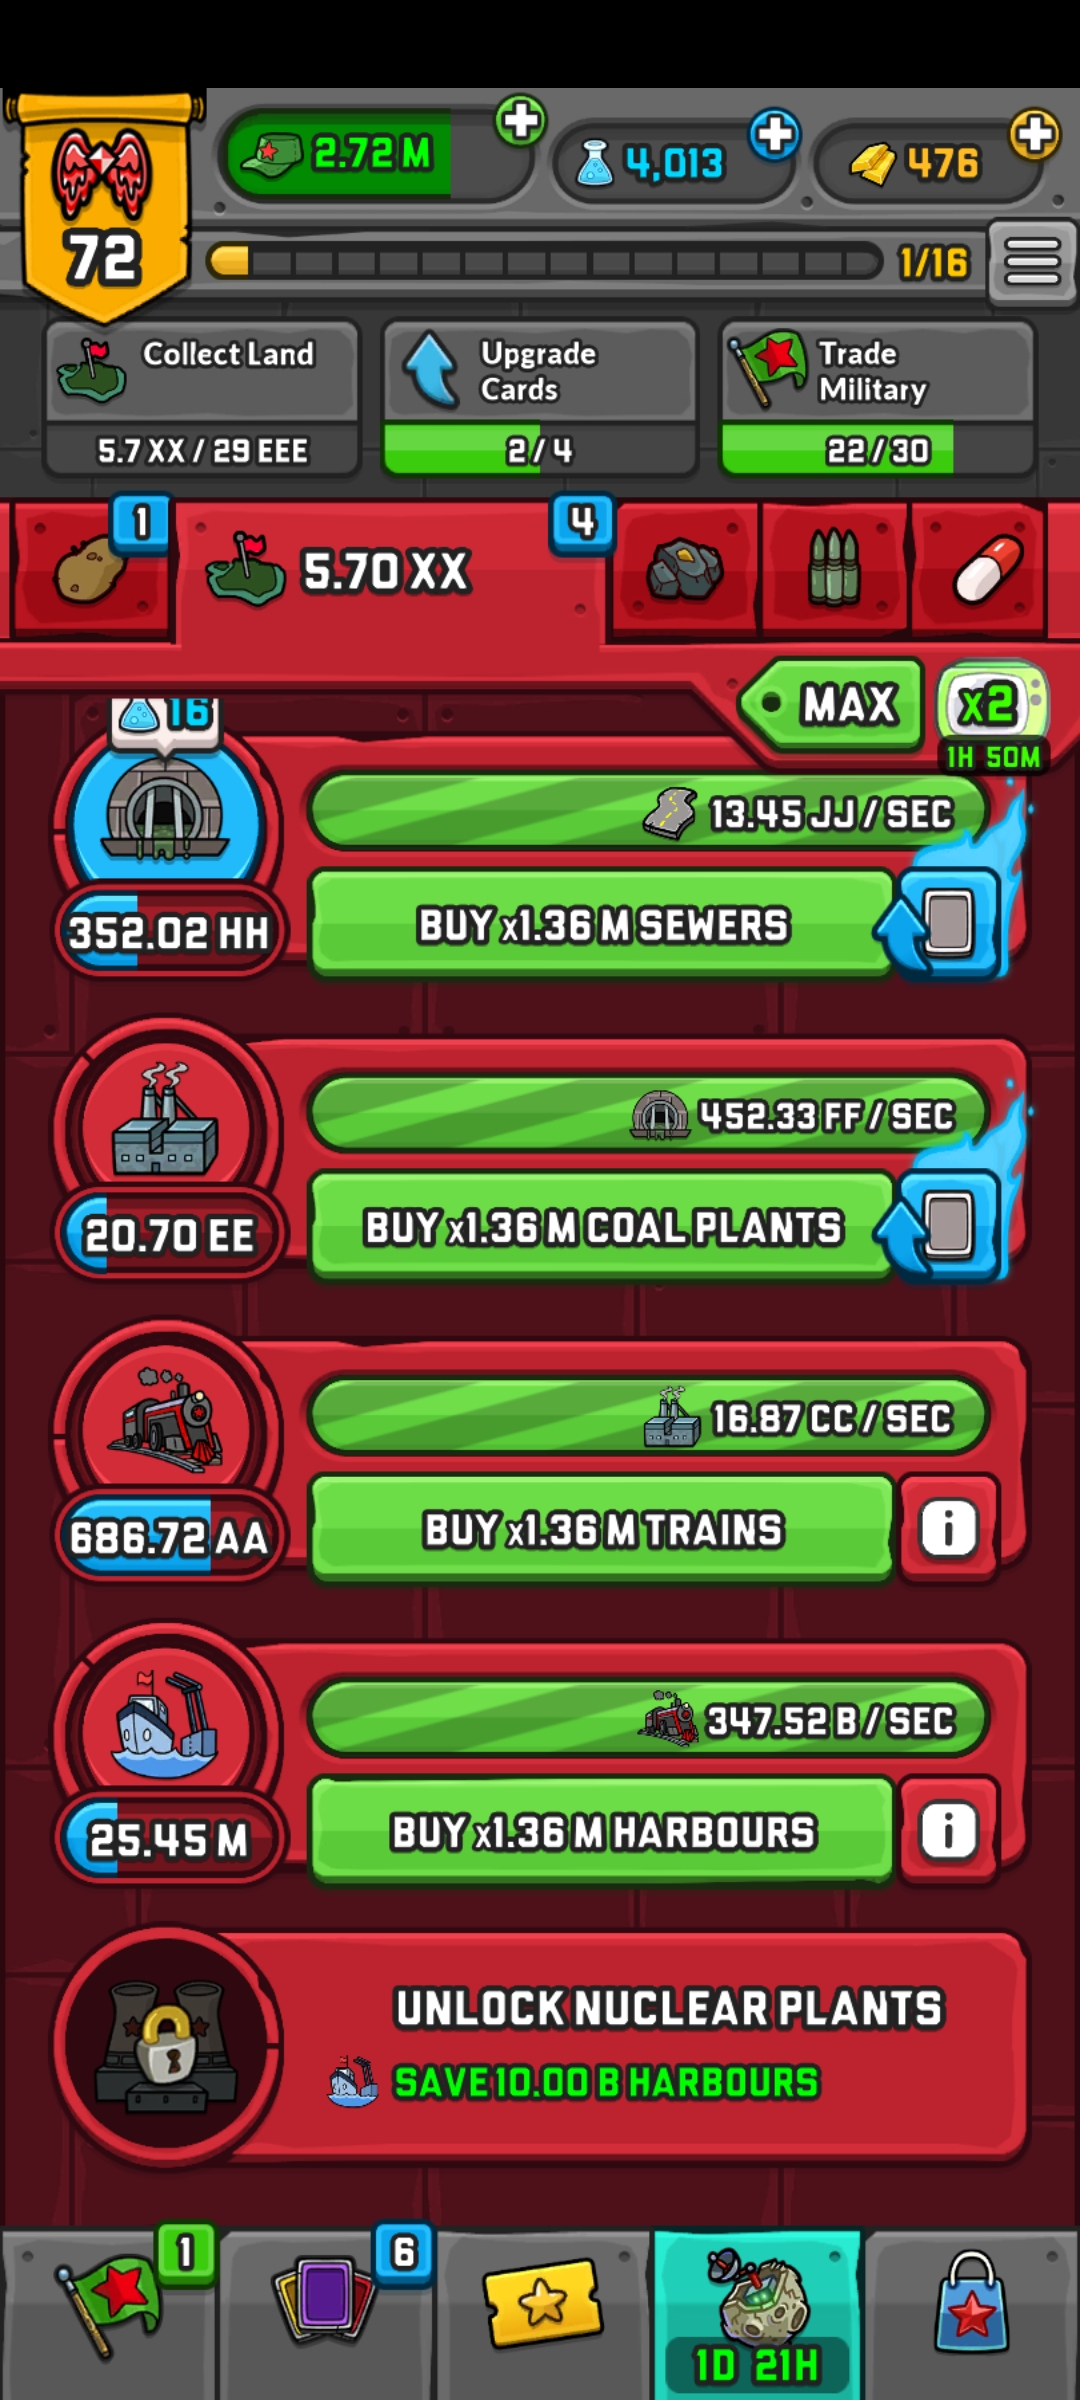 2.72 M
4,013
476
72
1/16
Collect Land
5.7 XX / 29 EEE
Upgrade
Cards
2/4
Trade
Military
22/30
1
5.70 XX
4
MAX
x2
1H 50M
16
13.45 JJ / SEC
352.02 HH
BUY x1.36 M SEWERS
452.33 FF / SEC
20.70 EE
BUY x1.36 M COAL PLANTS
16.87 CC / SEC
686.72 AA
BUY x1.36 M TRAINS
i
347.52 B / SEC
25.45 M
BUY x1.36 M HARBOURS
i
UNLOCK NUCLEAR PLANTS
SAVE 10.00 B HARBOURS
1
6
1D 21H